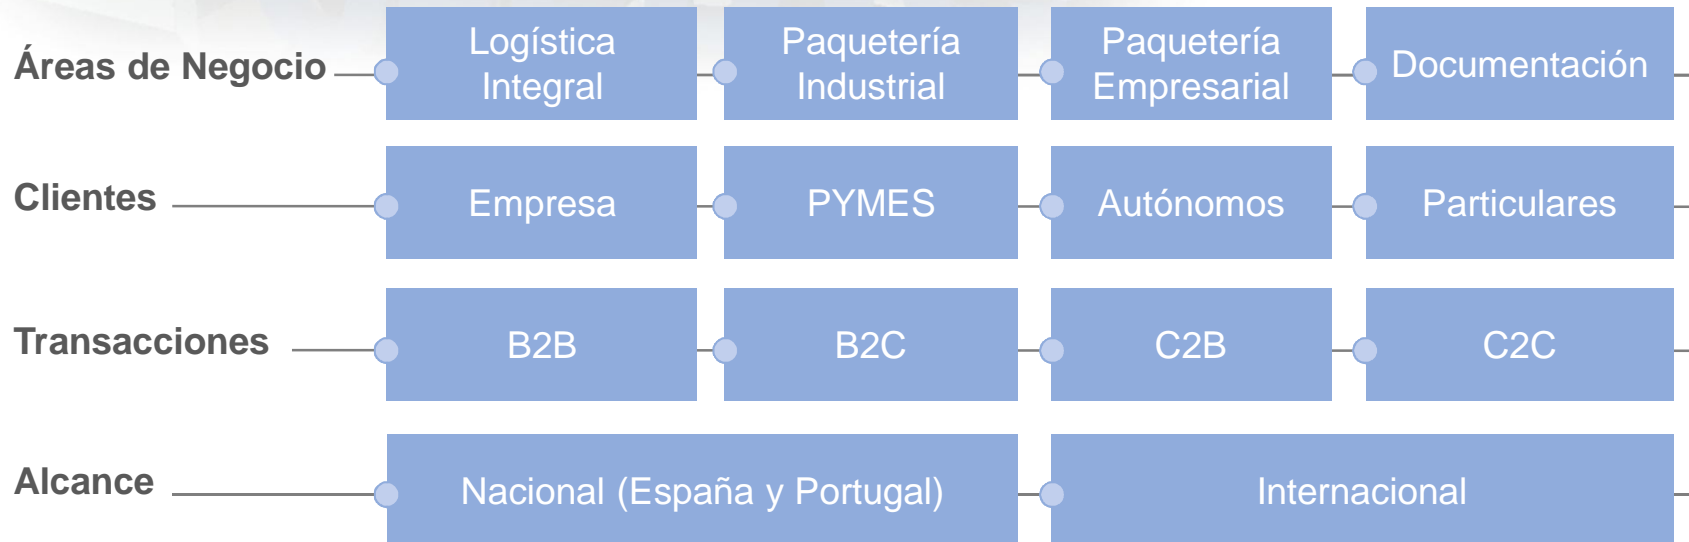 Áreas de Negocio
Logística
Integral
Paquetería
Industrial
Paquetería
Empresarial
Documentación
Clientes
Empresa
PYMES
Autónomos
Particulares
Transacciones
B2B
B2C
C2B
C2C
Alcance
Nacional (España y Portugal)
Internacional